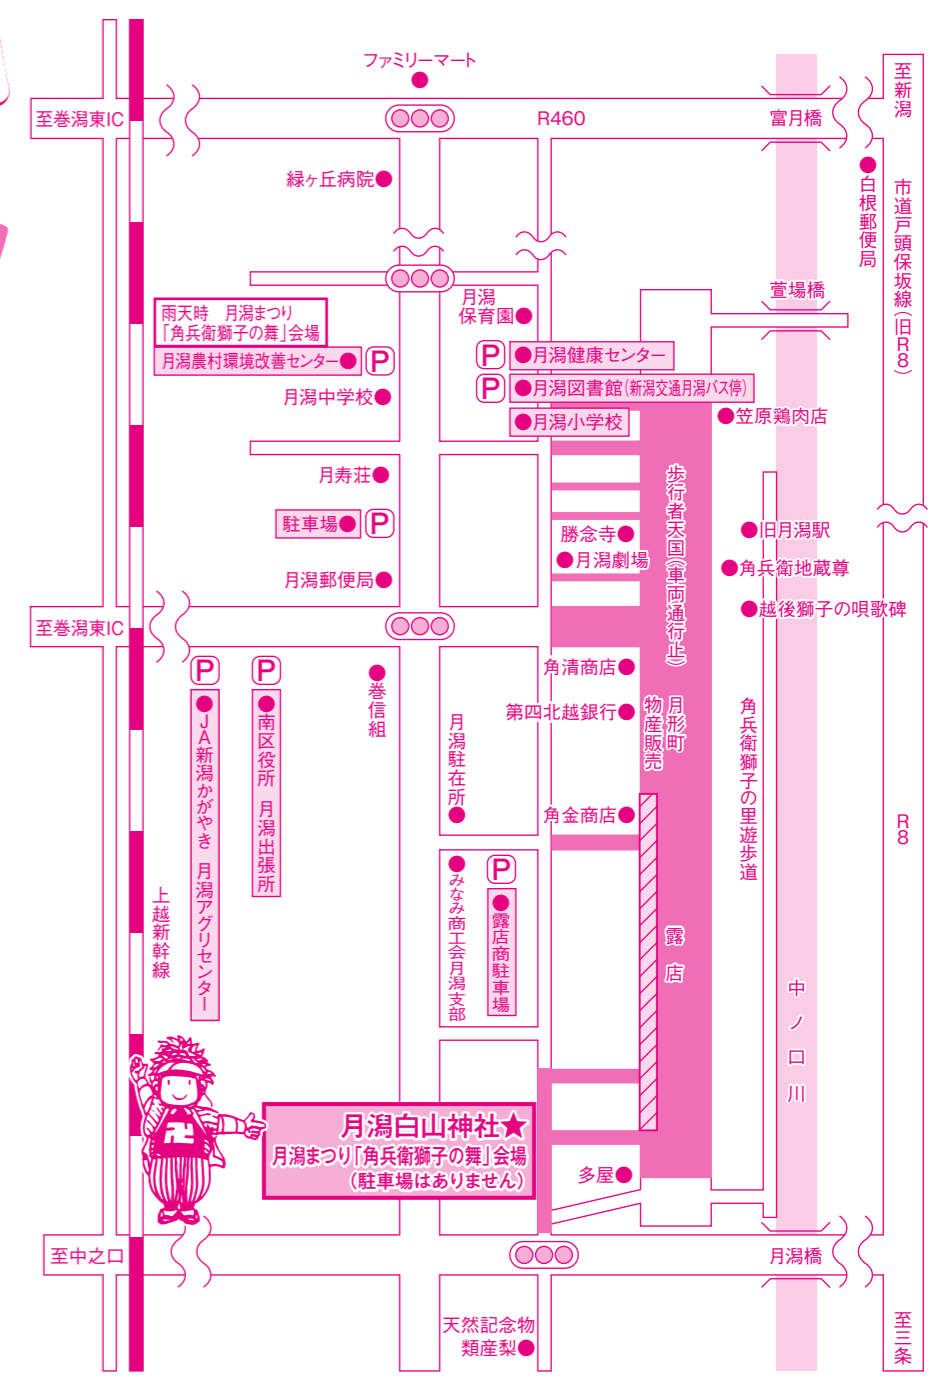 ファミリーマート
至巻潟東IC
R460
富月橋
至新潟
緑ヶ丘病院
白根郵便局
市道戸頭保坂線(旧R8)
萱場橋
月潟
保育園
雨天時 月潟まつり
「角兵衛獅子の舞」会場
月潟農村環境改善センター
P
P
月潟健康センター
P
月潟図書館(新潟交通月潟バス停)
月潟中学校
月潟小学校
笠原鶏肉店
月寿荘
歩行者天国(車両通行止)
駐車場
P
勝念寺
月潟劇場
旧月潟駅
角兵衛地蔵尊
月潟郵便局
越後獅子の唄歌碑
至巻潟東IC
P
P
JA新潟かがやき 月潟アグリセンター
南区役所 月潟出張所
巻信組
角清商店
第四北越銀行
月潟駐在所
月形町
物産販売
角兵衛獅子の里遊歩道
R8
角金商店
みなみ商工会月潟支部
P
露店商駐車場
露店
上越新幹線
中ノ口川
卍
月潟白山神社★
月潟まつり「角兵衛獅子の舞」会場
(駐車場はありません)
多屋
至中之口
月潟橋
天然記念物
類産梨
至三条